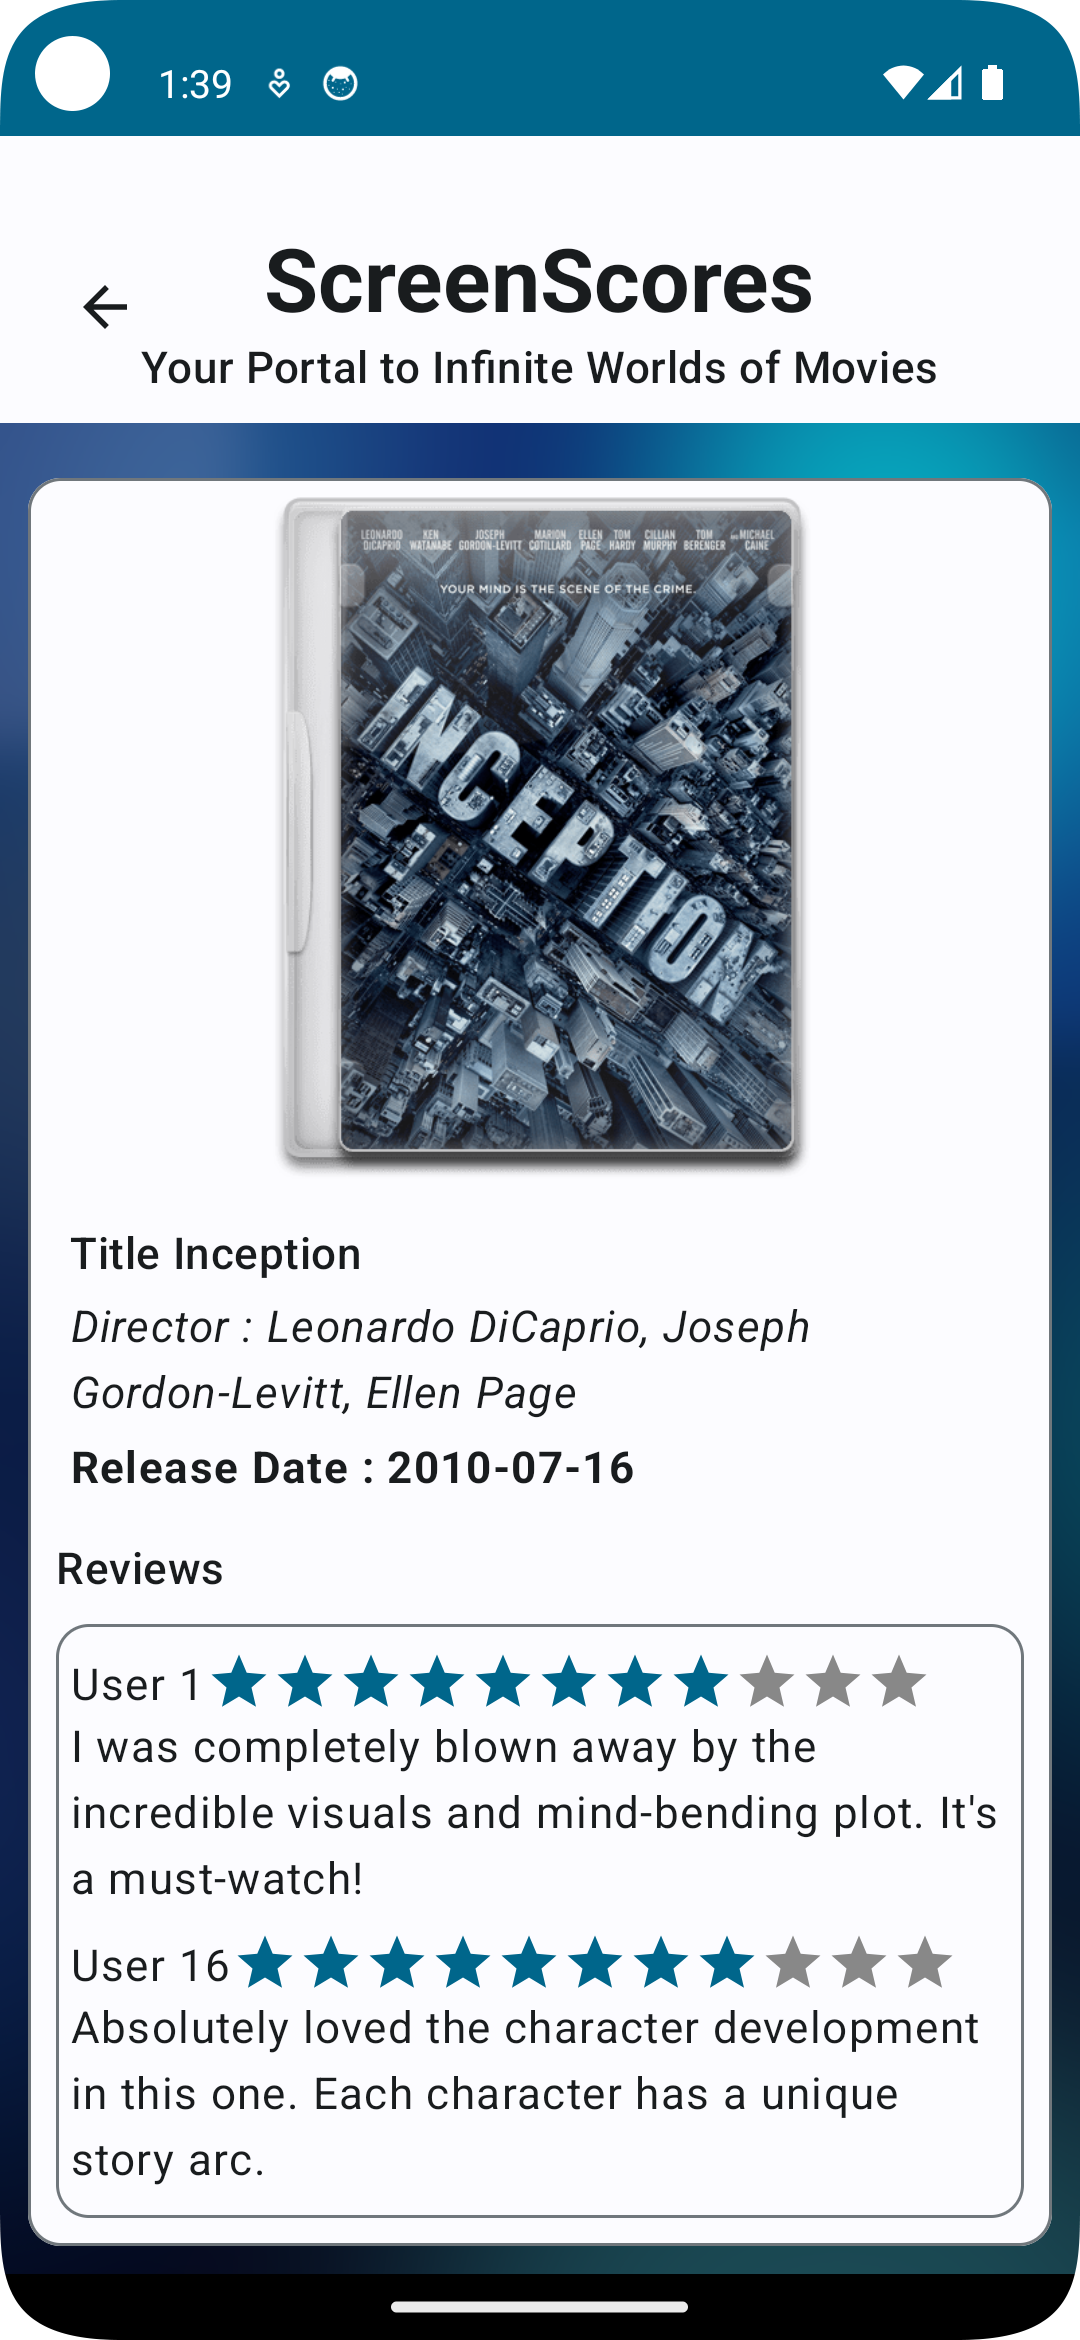 1:39
ScreenScores
Your Portal to Infinite Worlds of Movies
LEONARDO DiCAPRIO KEN WATANABE JOSEPH GORDON-LEVITT MARION COTILLARD ELLEN PAGE TOM HARDY CILLIAN MURPHY TOM BERENGER AND MICHAEL CAINE
YOUR MIND IS THE SCENE OF THE CRIME.
INCEPTION
Title Inception
Director : Leonardo DiCaprio, Joseph
Gordon-Levitt, Ellen Page
Release Date : 2010-07-16
Reviews
User 1
I was completely blown away by the
incredible visuals and mind-bending plot. It's
a must-watch!
User 16
Absolutely loved the character development
in this one. Each character has a unique
story arc.